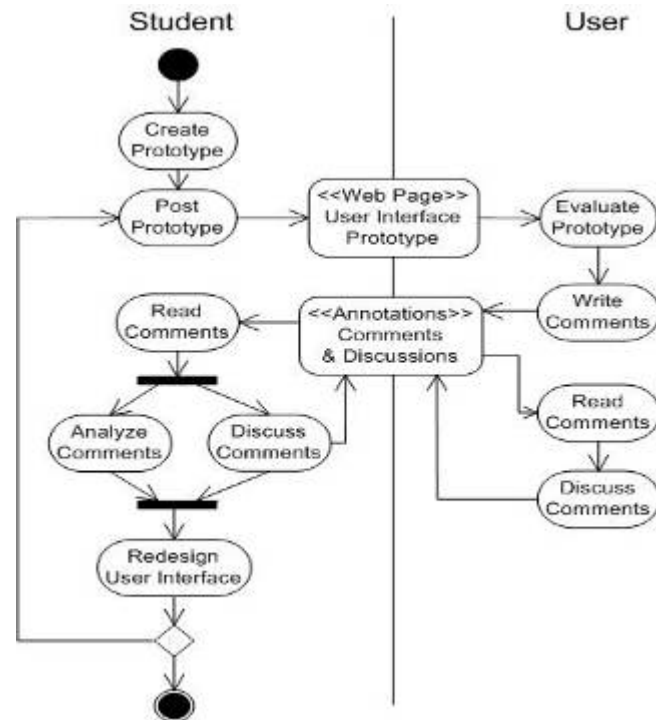 Student
User
Create
Prototype
Post
Prototype
<<Web Page>>
User Interface
Prototype
Evaluate
Prototype
Write
Comments
<<Annotations>>
Comments
& Discussions
Read
Comments
Analyze
Comments
Discuss
Comments
Read
Comments
Discuss
Comments
Redesign
User Interface